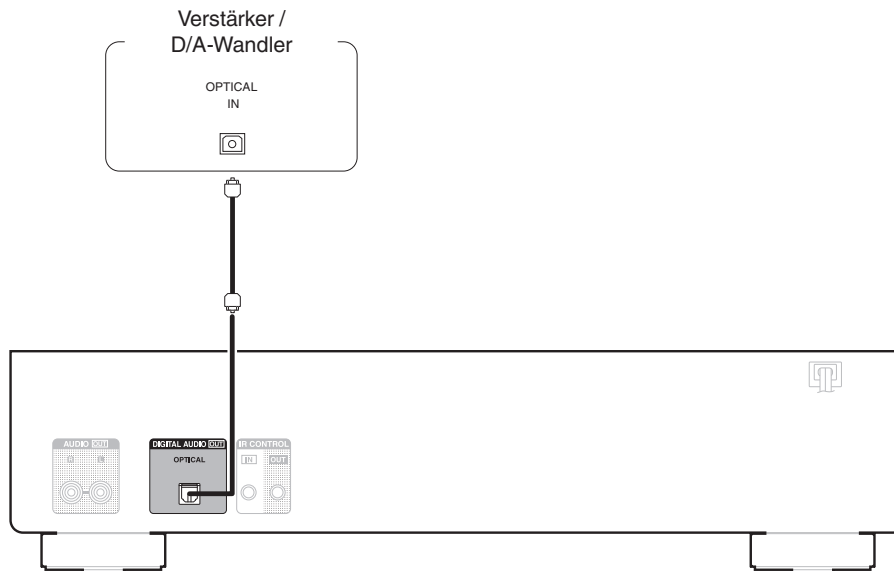 Verstärker /
D/A-Wandler
OPTICAL
IN
AUDIO OUT
DIGITAL AUDIO OUT
IR CONTROL
OPTICAL
IN
OUT